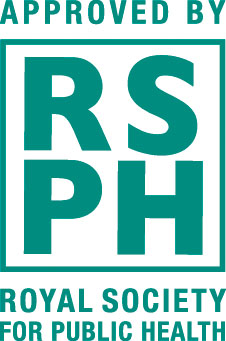 APPROVED BY
RS
PH
ROYAL SOCIETY
FOR PUBLIC HEALTH